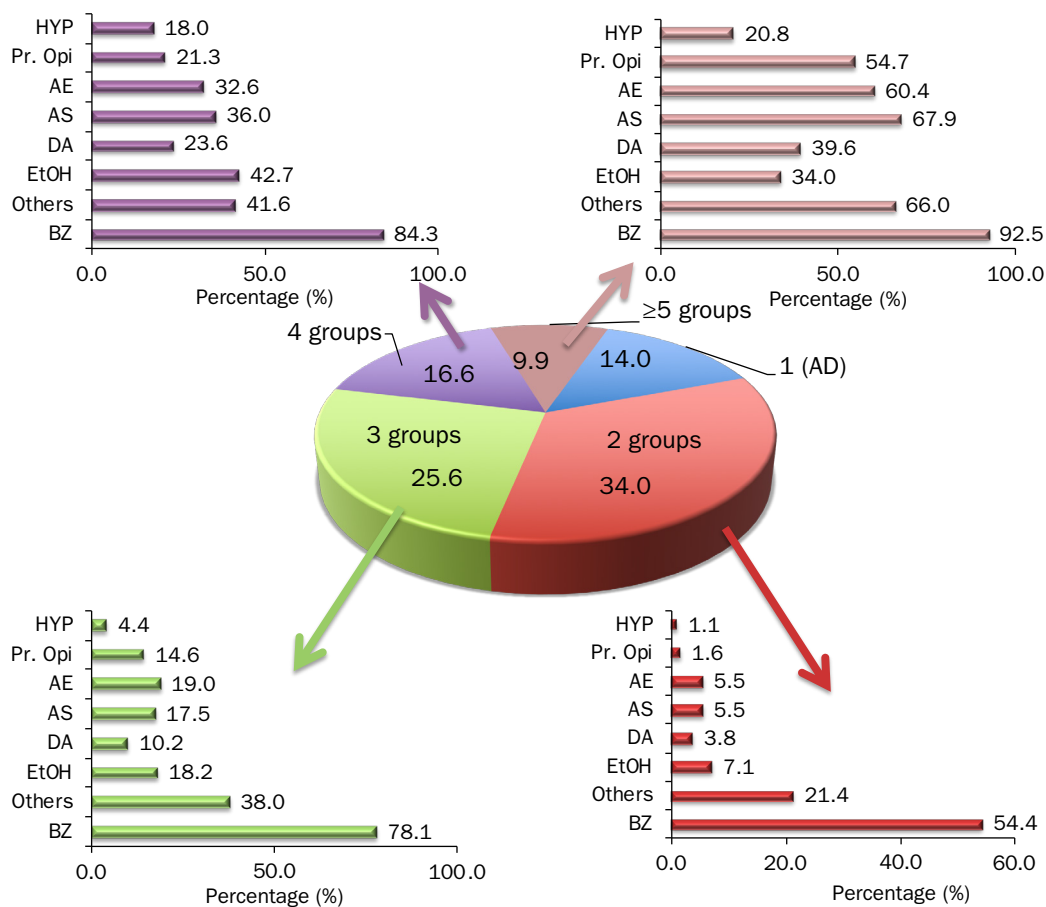 HYP 18.0
Pr. Opi 21.3
AE 32.6
AS 36.0
DA 23.6
EtOH 42.7
Others 41.6
BZ 84.3
0.0 50.0 100.0
Percentage (%)
HYP 20.8
Pr. Opi 54.7
AE 60.4
AS 67.9
DA 39.6
EtOH 34.0
Others 66.0
BZ 92.5
0.0 50.0 100.0
Percentage (%)
≥5 groups
4 groups
1 (AD)
9.9
14.0
16.6
3 groups
25.6
2 groups
34.0
HYP 4.4
Pr. Opi 14.6
AE 19.0
AS 17.5
DA 10.2
EtOH 18.2
Others 38.0
BZ 78.1
0.0 50.0 100.0
Percentage (%)
HYP 1.1
Pr. Opi 1.6
AE 5.5
AS 5.5
DA 3.8
EtOH 7.1
Others 21.4
BZ 54.4
0.0 20.0 40.0 60.0
Percentage (%)